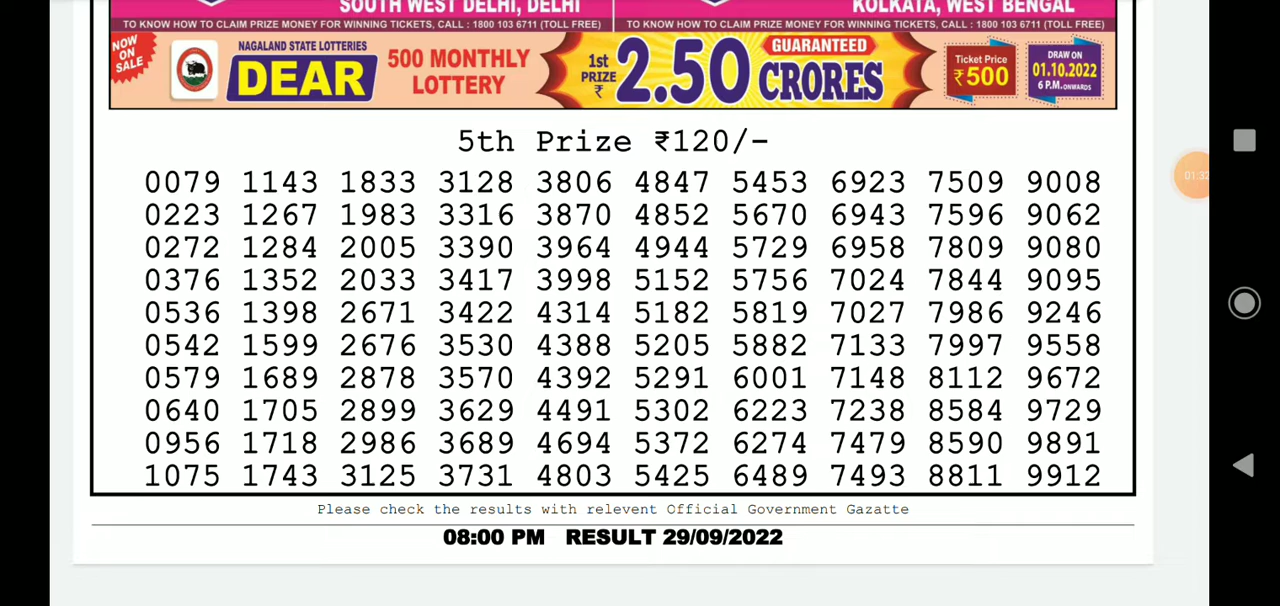 SOUTH WEST DELHI, DELHI KOLKATA, WEST BENGAL
TO KNOW HOW TO CLAIM PRIZE MONEY FOR WINNING TICKETS, CALL : 1800 103 6711 (TOLL FREE) TO KNOW HOW TO CLAIM PRIZE MONEY FOR WINNING TICKETS, CALL : 1800 103 6711 (TOLL FREE)
NOW
ON
SALE
NAGALAND STATE LOTTERIES
DEAR
500 MONTHLY
LOTTERY
1st
PRIZE
₹
2.50
GUARANTEED
CRORES
Ticket Price
₹500
DRAW ON
01.10.2022
6 P.M. ONWARDS
5th Prize ₹120/-
0079 1143 1833 3128 3806 4847 5453 6923 7509 9008
0223 1267 1983 3316 3870 4852 5670 6943 7596 9062
0272 1284 2005 3390 3964 4944 5729 6958 7809 9080
0376 1352 2033 3417 3998 5152 5756 7024 7844 9095
0536 1398 2671 3422 4314 5182 5819 7027 7986 9246
0542 1599 2676 3530 4388 5205 5882 7133 7997 9558
0579 1689 2878 3570 4392 5291 6001 7148 8112 9672
0640 1705 2899 3629 4491 5302 6223 7238 8584 9729
0956 1718 2986 3689 4694 5372 6274 7479 8590 9891
1075 1743 3125 3731 4803 5425 6489 7493 8811 9912
Please check the results with relevent Official Government Gazatte
08:00 PM RESULT 29/09/2022